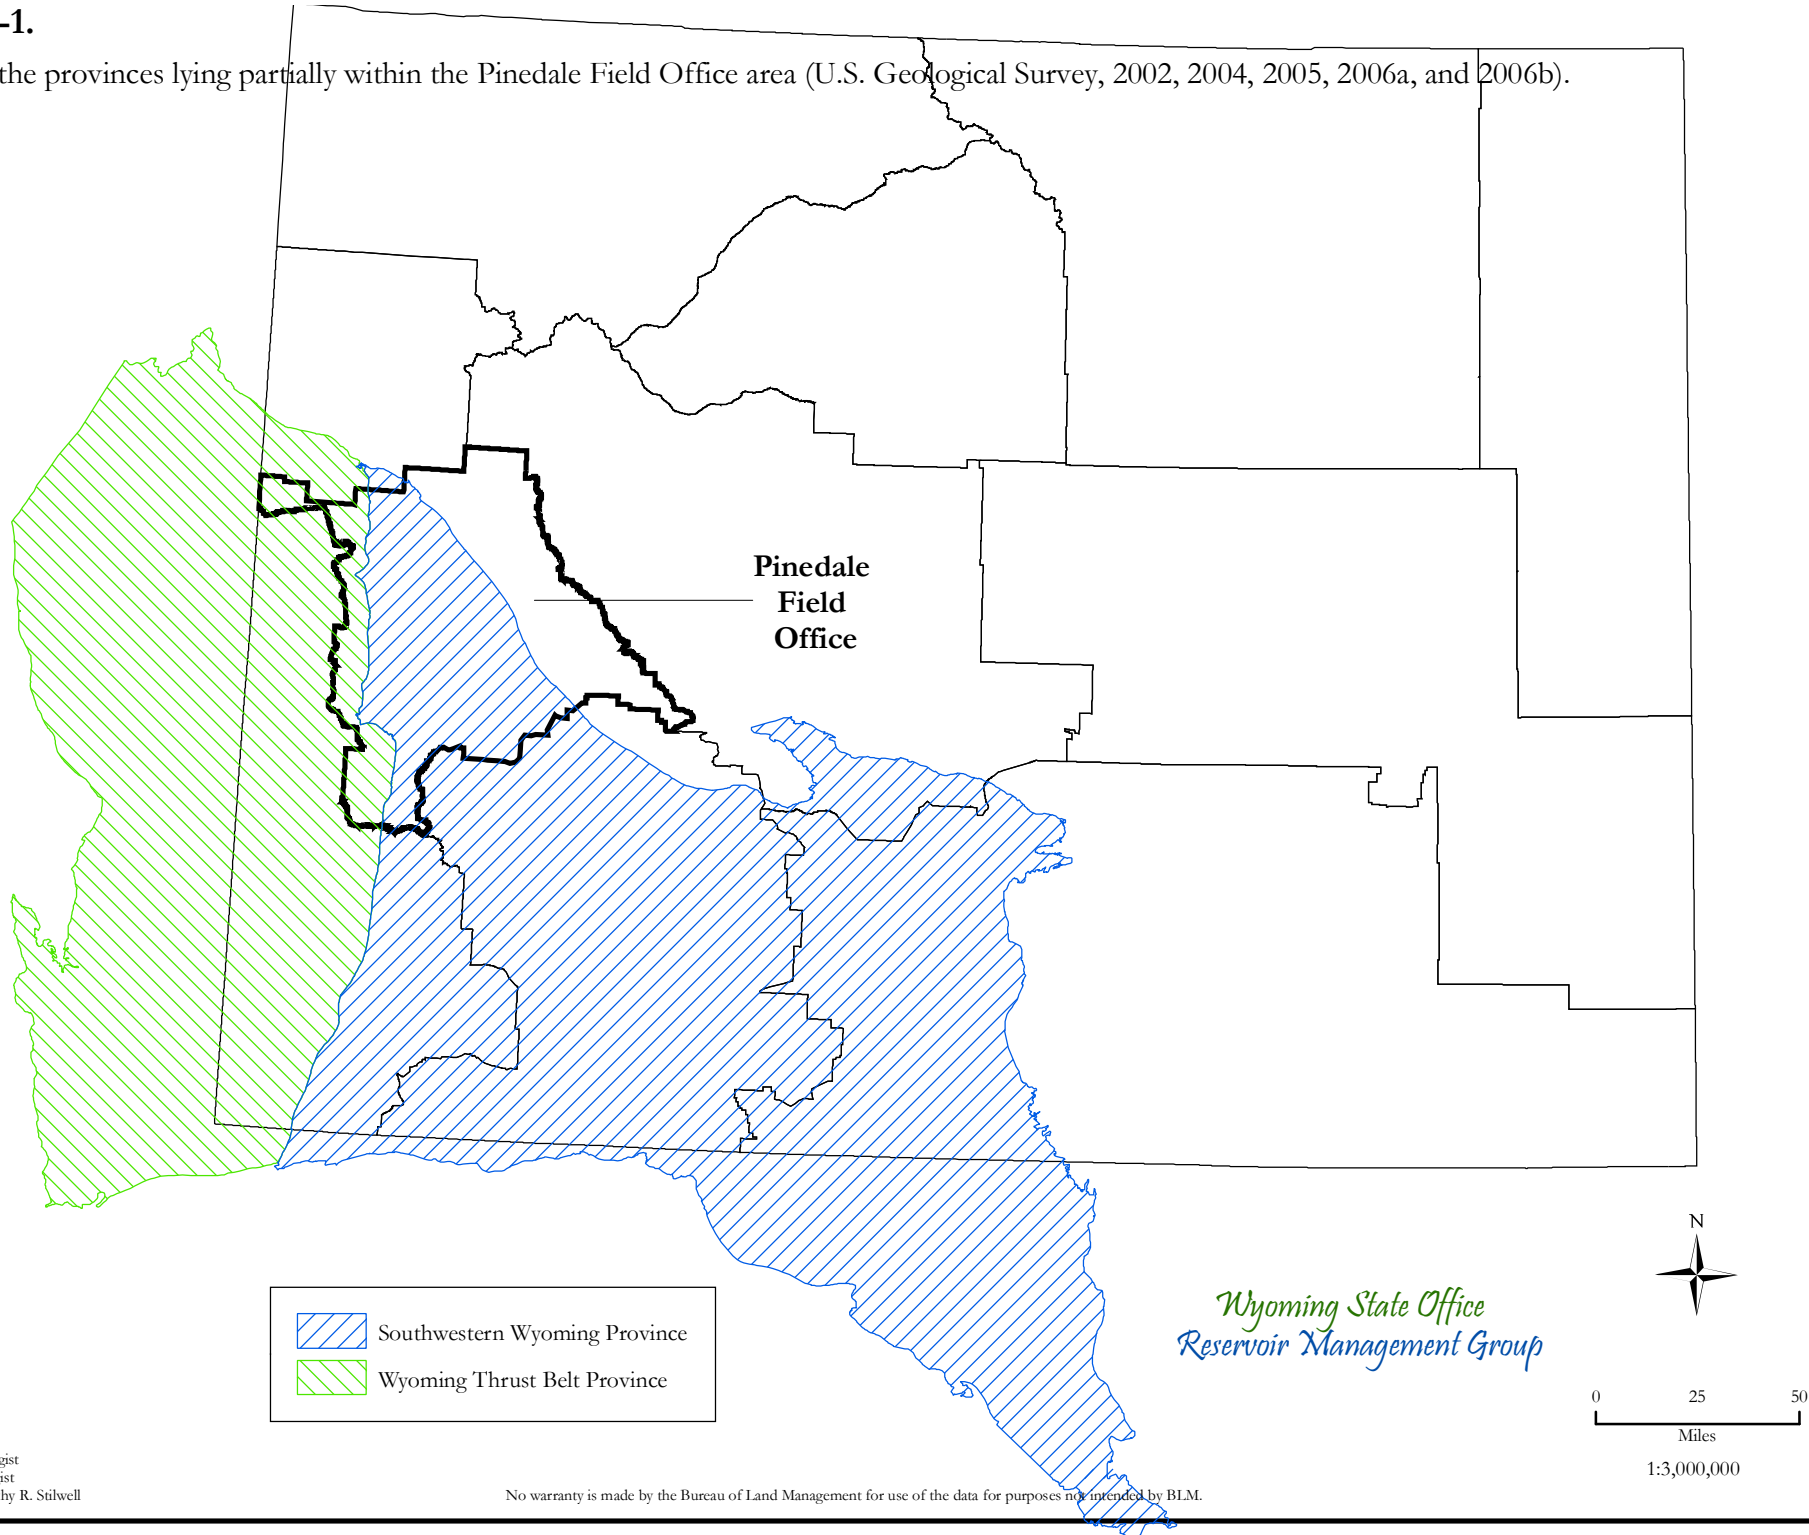 -1.
the provinces lying partially within the Pinedale Field Office area (U.S. Geological Survey, 2002, 2004, 2005, 2006a, and 2006b).
Pinedale
Field
Office
Southwestern Wyoming Province
Wyoming Thrust Belt Province
Wyoming State Office
Reservoir Management Group
N
0 25 50
Miles
1:3,000,000
gist
ist
hy R. Stilwell
No warranty is made by the Bureau of Land Management for use of the data for purposes not intended by BLM.